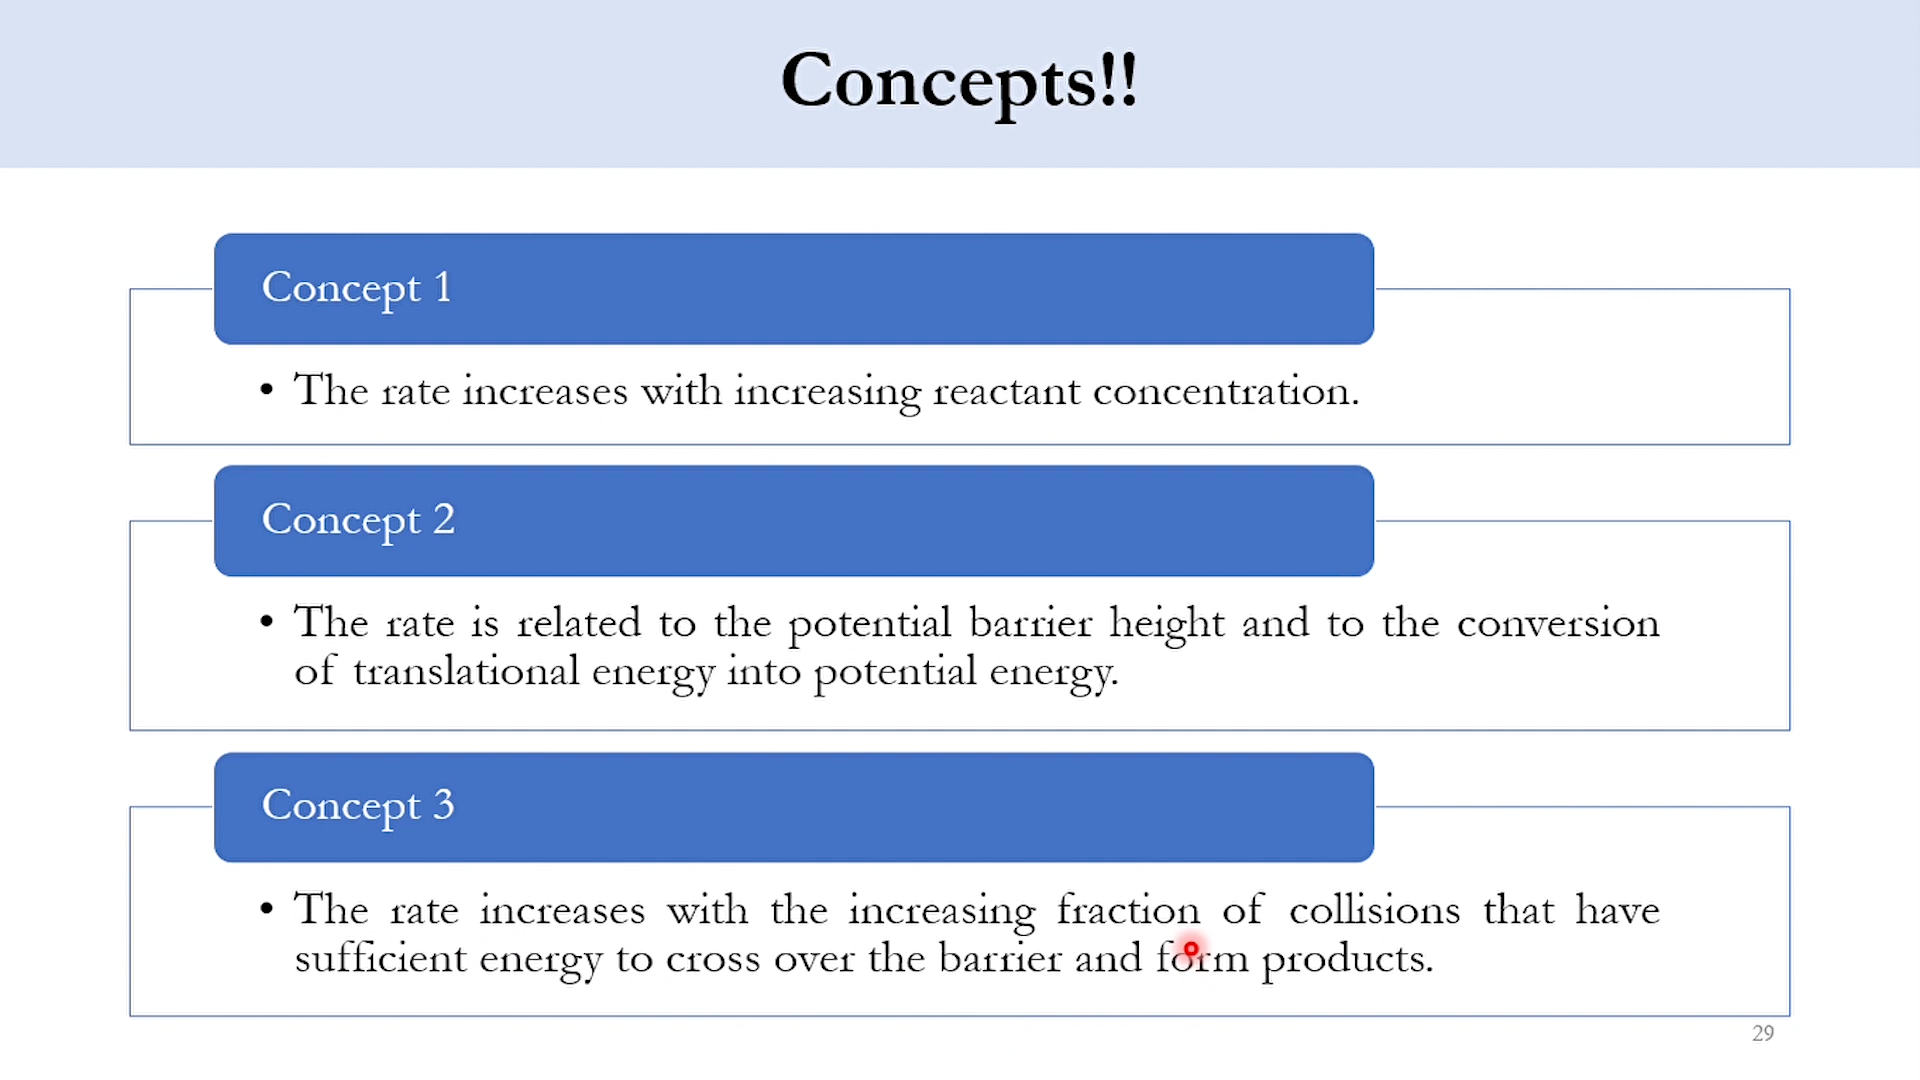 Concepts!!
Concept 1
• The rate increases with increasing reactant concentration.
Concept 2
• The rate is related to the potential barrier height and to the conversion
of translational energy into potential energy.
Concept 3
• The rate increases with the increasing fraction of collisions that have
sufficient energy to cross over the barrier and form products.
29